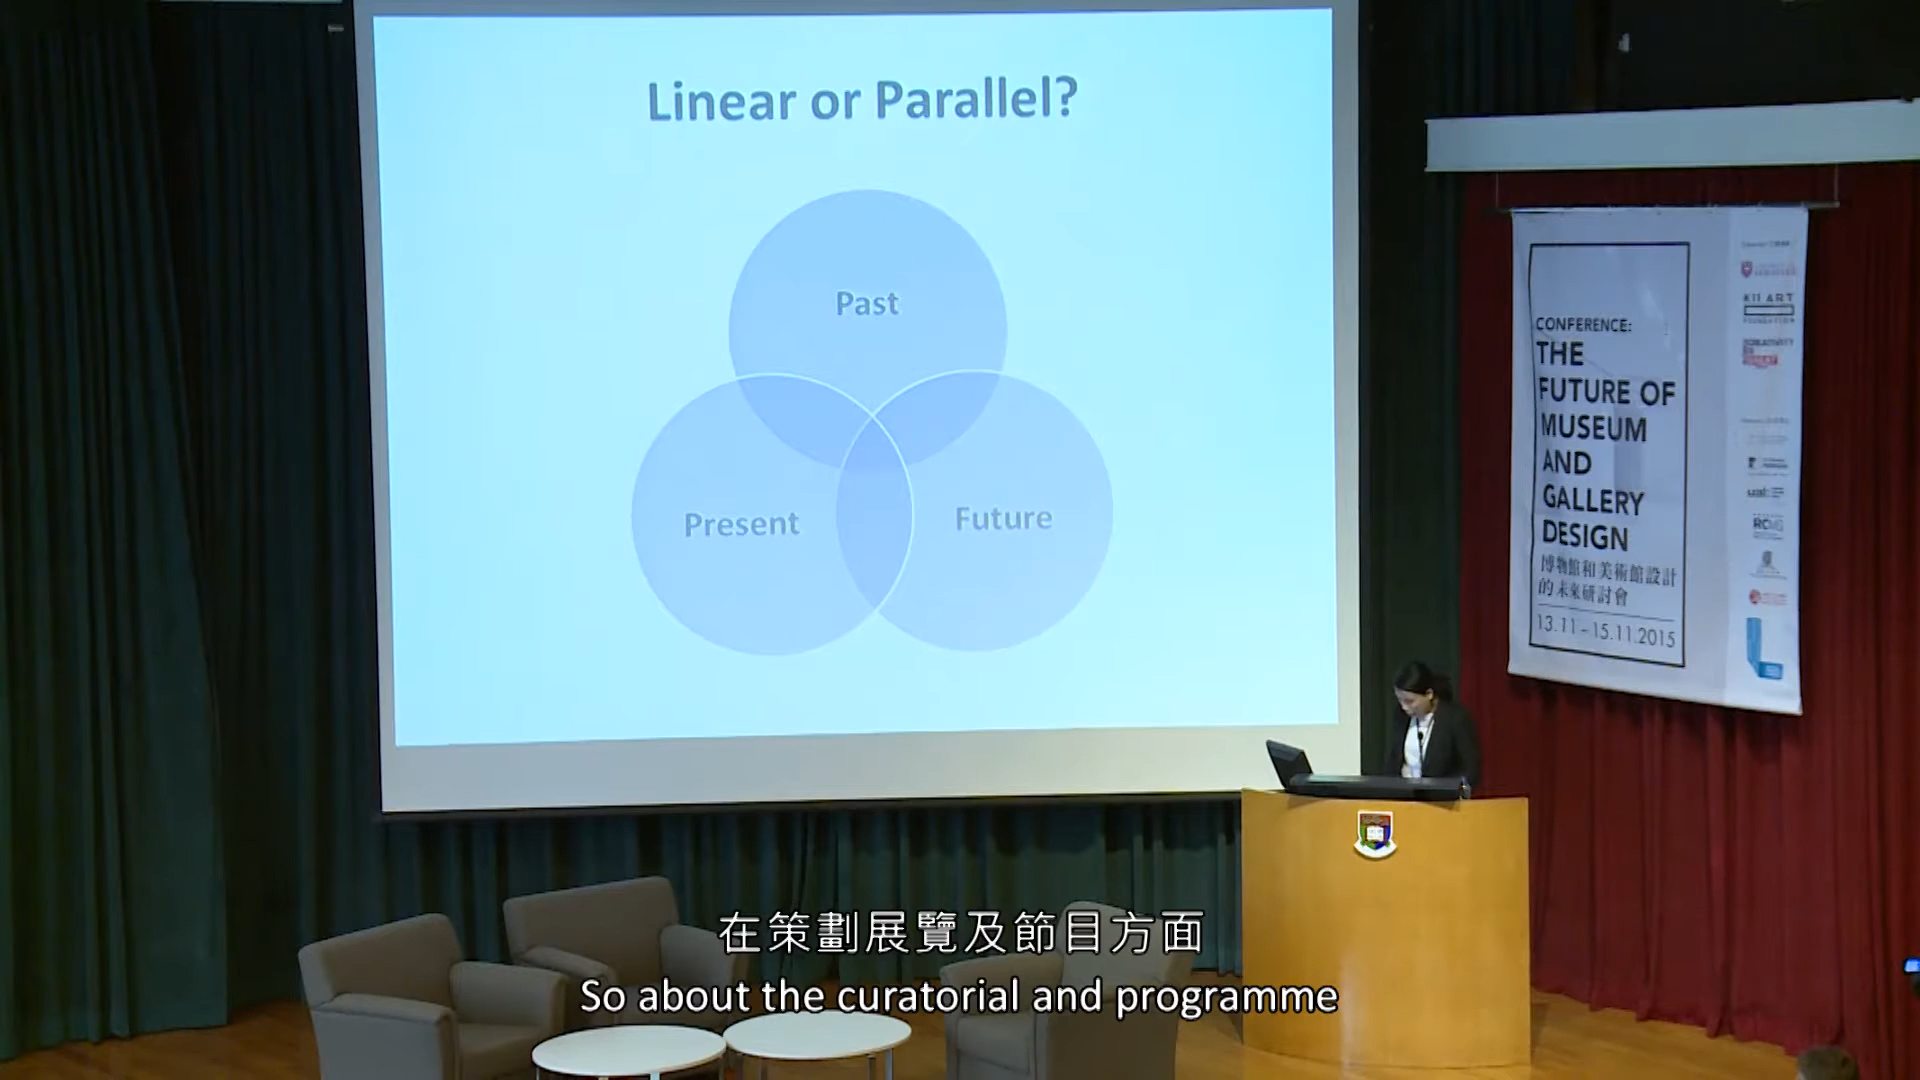 Linear or Parallel?
Past
Present
Future
CONFERENCE:
THE
FUTURE OF
MUSEUM
AND
GALLERY
DESIGN
博物館和美術館設計
的未來研討會
13.11 – 15.11.2015
在策劃展覽及節目方面
So about the curatorial and programme